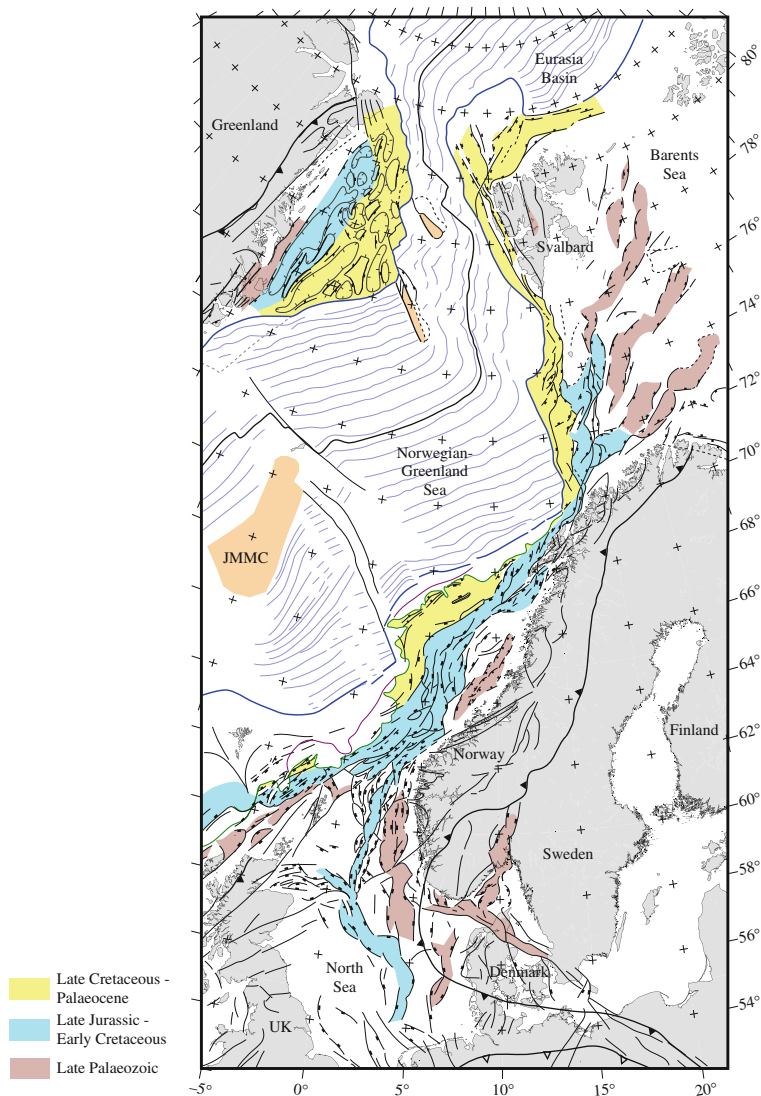 Eurasia
Basin
80°
Greenland
78°
Barents
Sea
76°
Svalbard
74°
72°
70°
Norwegian-
Greenland
Sea
68°
JMMC
66°
64°
62°
Finland
Norway
60°
Sweden
58°
56°
North
Sea
Denmark
54°
UK
Late Cretaceous -
Palaeocene
Late Jurassic -
Early Cretaceous
Late Palaeozoic
-5° 0° 5° 10° 15° 20°